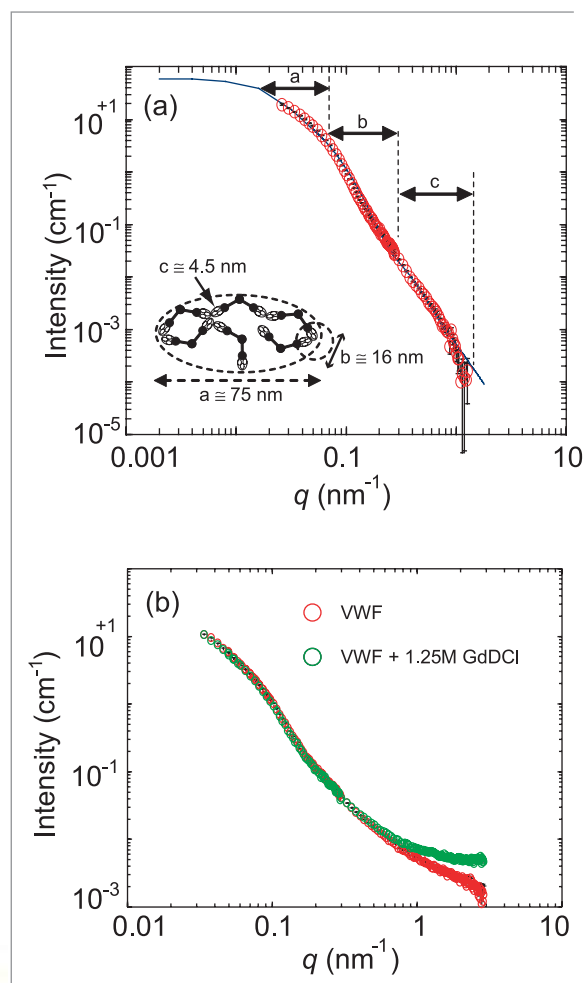 (a)
a
b
c
Intensity (cm⁻¹)
10⁺¹
10⁻¹
10⁻³
10⁻⁵
c ≅ 4.5 nm
b ≅ 16 nm
a ≅ 75 nm
0.001
0.1
10
q (nm⁻¹)
(b)
VWF
VWF + 1.25M GdDCl
Intensity (cm⁻¹)
10⁺¹
10⁻¹
10⁻³
0.01
0.1
1
10
q (nm⁻¹)